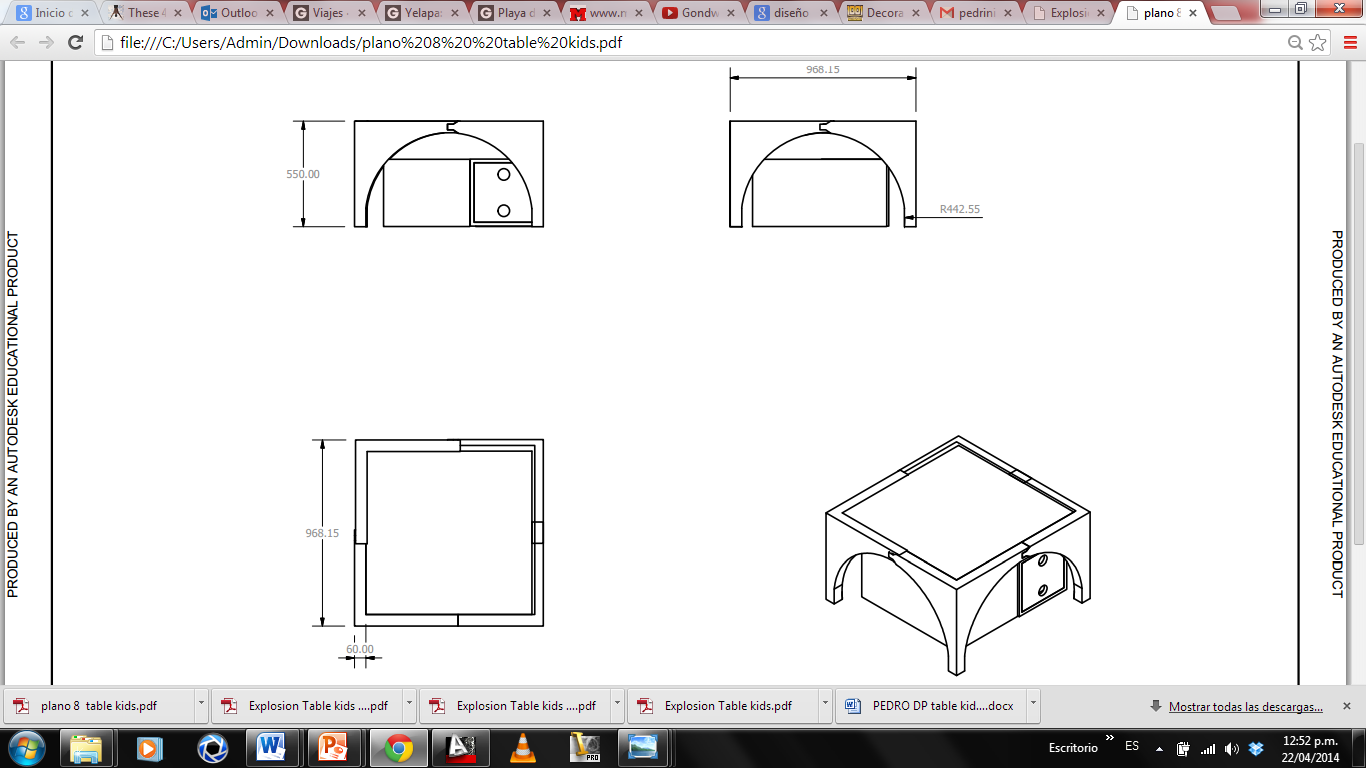 Inicio c
These 4
Outloo
Viajes -
Yelapa
Playa d
www.m
Gondw
diseño
Decora
pedrini
Explosi
plano 8
file:///C:/Users/Admin/Downloads/plano%208%20%20table%20kids.pdf
968.15
550.00
R442.55
PRODUCED BY AN AUTODESK EDUCATIONAL PRODUCT
PRODUCED BY AN AUTODESK EDUCATIONAL PRODUCT
968.15
60.00
plano 8 table kids.pdf
Explosion Table kids ....pdf
Explosion Table kids ....pdf
Explosion Table kids.pdf
PEDRO DP table kid....docx
Mostrar todas las descargas...
Escritorio
ES
12:52 p.m.
22/04/2014